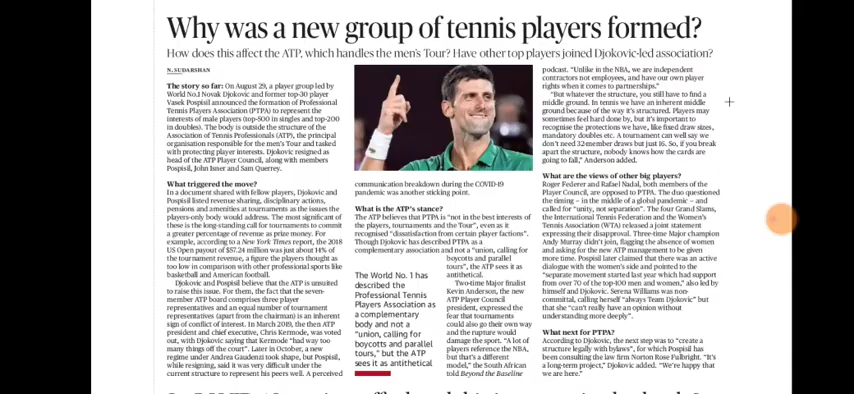 Why was a new group of tennis players formed?
How does this affect the ATP, which handles the men's Tour? Have other top players joined Djokovic-led association?
N. SUDARSHAN
The story so far: On August 29, a player group led by
World No.1 Novak Djokovic and former top-30 player
Vasek Pospisil announced the formation of Professional
Tennis Players Association (PTPA) to represent the
interests of male players (top-500 in singles and top-200
in doubles). The body is outside the structure of the
Association of Tennis Professionals (ATP), the principal
organisation responsible for the men's Tour and tasked
with protecting player interests. Djokovic resigned as
head of the ATP Player Council, along with members
Pospisil, John Isner and Sam Querrey.
What triggered the move?
In a document shared with fellow players, Djokovic and
Pospisil listed revenue sharing, disciplinary actions,
pensions and amenities at tournaments as the issues the
players-only body would address. The most significant of
these is the long-standing call for tournaments to commit
a greater percentage of revenue as prize money. For
example, according to a New York Times report, the 2018
US Open payout of $57.24 million was just about 14% of
the tournament revenue, a figure the players thought as
too low in comparison with other professional sports like
basketball and American football.
Djokovic and Pospisil believe that the ATP is unsuited
to raise this issue. For them, the fact that the seven-
member ATP board comprises three player
representatives and an equal number of tournament
representatives (apart from the chairman) is an inherent
sign of conflict of interest. In March 2019, the then ATP
president and chief executive, Chris Kermode, was voted
out, with Djokovic saying that Kermode "had way too
many things off the court". Later in October, a new
regime under Andrea Gaudenzi took shape, but Pospisil,
while resigning, said it was very difficult under the
current structure to represent his peers well. A perceived
communication breakdown during the COVID-19
pandemic was another sticking point.
What is the ATP's stance?
The ATP believes that PTPA is "not in the best interests of
the players, tournaments and the Tour", even as it
recognised "dissatisfaction from certain player factions".
Though Djokovic has described PTPA as a
complementary association and not a "union, calling for
boycotts and parallel
tours", the ATP sees it as
antithetical.
Two-time Major finalist
Kevin Anderson, the new
ATP Player Council
president, expressed the
fear that tournaments
could also go their own way
and the rupture would
damage the sport. "A lot of
players reference the NBA,
but that's a different
model," the South African
told Beyond the Baseline
The World No. 1 has
described the
Professional Tennis
Players Association as
a complementary
body and not a
"union, calling for
boycotts and parallel
tours," but the ATP
sees it as antithetical
podcast. "Unlike in the NBA, we are independent
contractors not employees, and have our own player
rights when it comes to partnerships."
"But whatever the structure, you still have to find a
middle ground. In tennis we have an inherent middle
ground because of the way it's structured. Players may
sometimes feel hard done by, but it's important to
recognise the protections we have, like fixed draw sizes,
mandatory doubles etc. A tournament can well say we
don't need 32-member draws but just 16. So, if you break
apart the structure, nobody knows how the cards are
going to fall," Anderson added.
What are the views of other big players?
Roger Federer and Rafael Nadal, both members of the
Player Council, are opposed to PTPA. The duo questioned
the timing – in the middle of a global pandemic – and
called for "unity, not separation". The four Grand Slams,
the International Tennis Federation and the Women's
Tennis Association (WTA) released a joint statement
expressing their disapproval. Three-time Major champion
Andy Murray didn't join, flagging the absence of women
and asking for the new ATP management to be given
more time. Pospisil later claimed that there was an active
dialogue with the women's side and pointed to the
"separate movement started last year which had support
from over 70 of the top-100 men and women," also led by
himself and Djokovic. Serena Williams was non-
committal, calling herself "always Team Djokovic" but
that she "can't really have an opinion without
understanding more deeply".
What next for PTPA?
According to Djokovic, the next step was to "create a
structure legally with bylaws", for which Pospisil has
been consulting the law firm Norton Rose Fulbright. "It's
a long-term project," Djokovic added. "We're happy that
we are here."